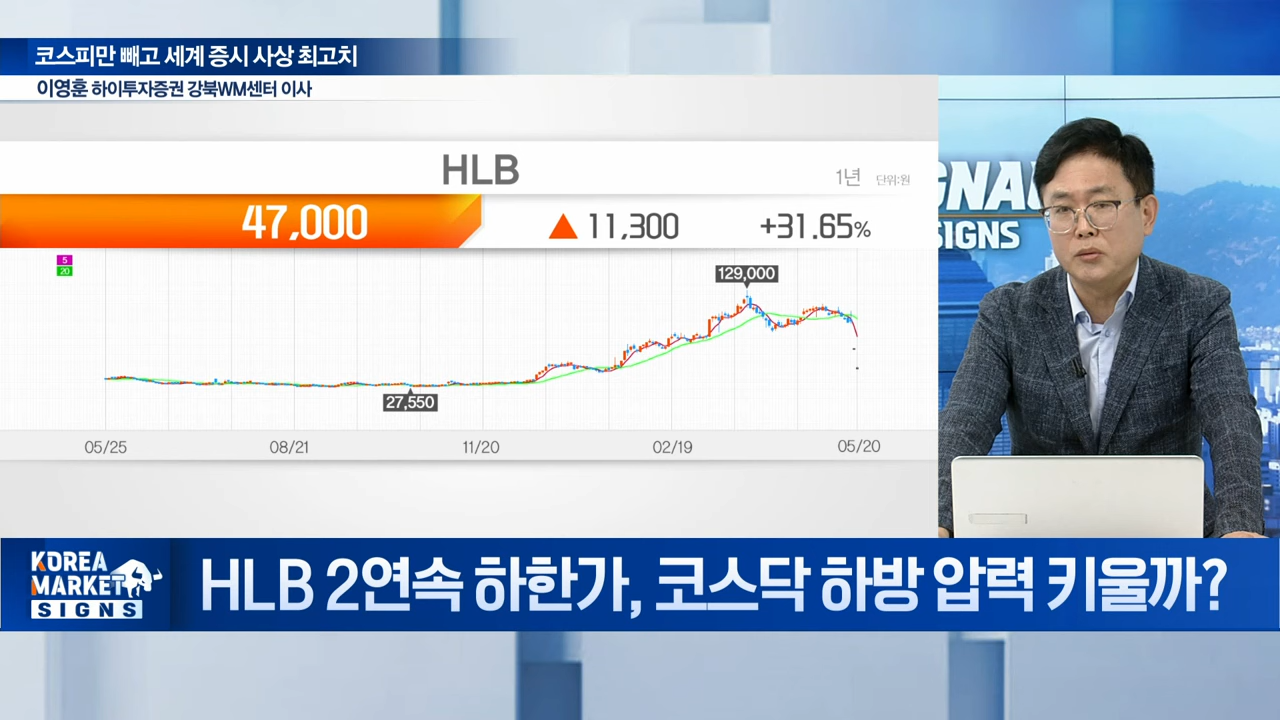 코스피만 빼고 세계 증시 사상 최고치
이영훈 하이투자증권 강북WM센터 이사
HLB
1년 단위:원
47,000 ▲ 11,300 +31.65%
5
20
129,000
27,550
05/25 08/21 11/20 02/19 05/20
SIGNS
KOREA
MARKET
SIGNS
HLB 2연속 하한가, 코스닥 하방 압력 키울까?